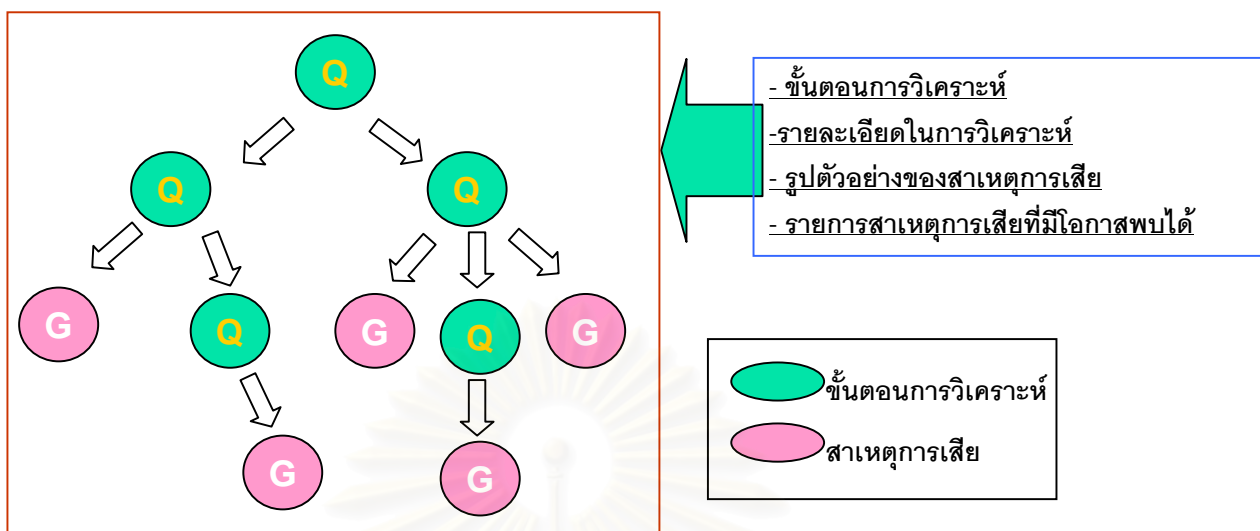 Q
- ขั้นตอนการวิเคราะห์
-รายละเอียดในการวิเคราะห์
- รูปตัวอย่างของสาเหตุการเสีย
- รายการสาเหตุการเสียที่มีโอกาสพบได้
Q Q
G Q G Q G
G G
ขั้นตอนการวิเคราะห์
สาเหตุการเสีย